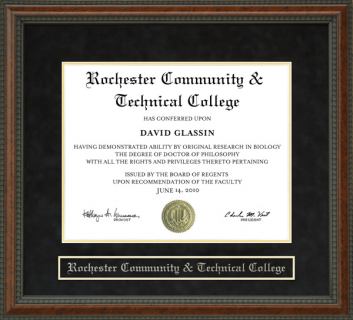 Rochester Community &
Technical College
HAS CONFERRED UPON
DAVID GLASSIN
HAVING DEMONSTRATED ABILITY BY ORIGINAL RESEARCH IN BIOLOGY
THE DEGREE OF DOCTOR OF PHILOSOPHY
WITH ALL THE RIGHTS AND PRIVILEGES THERETO PERTAINING
ISSUED BY THE BOARD OF REGENTS
UPON RECOMMENDATION OF THE FACULTY
JUNE 14, 2010
PROVOST
PRESIDENT
Rochester Community & Technical College